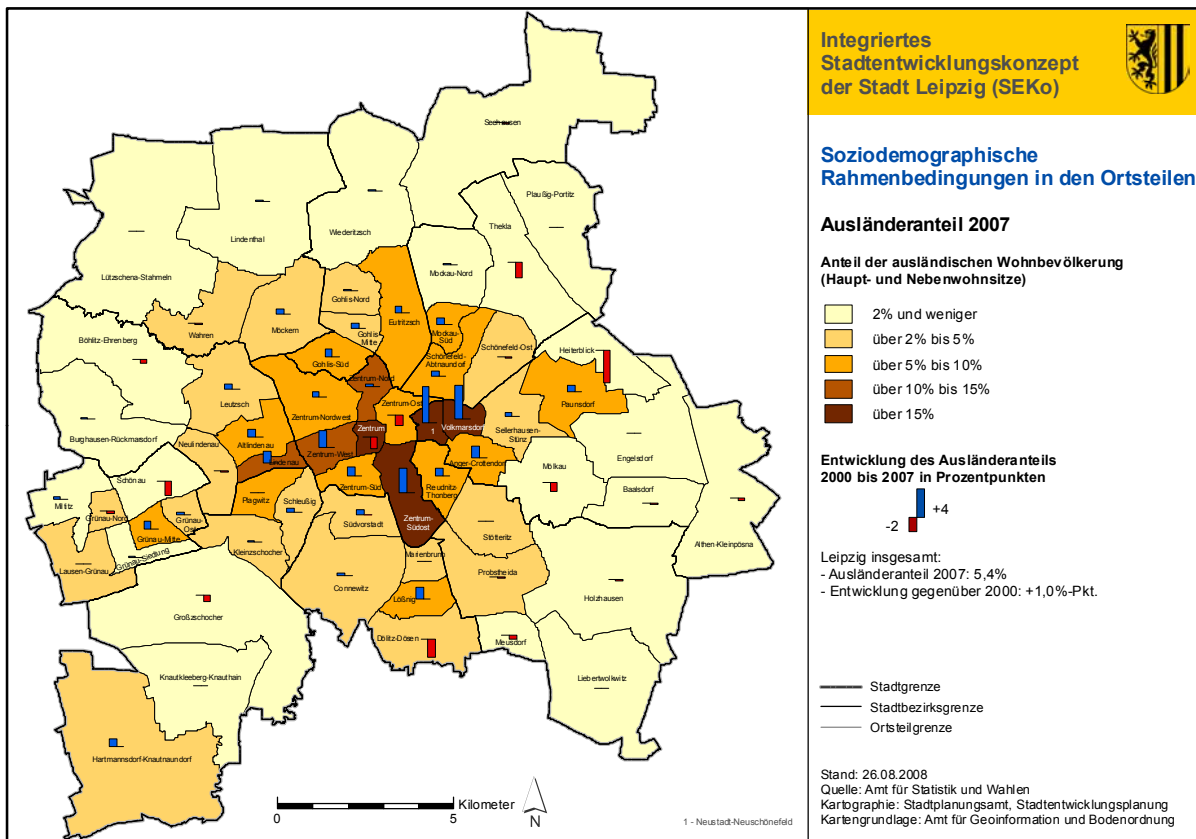 Integriertes
Stadtentwicklungskonzept
der Stadt Leipzig (SEKo)
Soziodemographische
Rahmenbedingungen in den Ortsteilen
Ausländeranteil 2007
Anteil der ausländischen Wohnbevölkerung
(Haupt- und Nebenwohnsitze)
2% und weniger
über 2% bis 5%
über 5% bis 10%
über 10% bis 15%
über 15%
Entwicklung des Ausländeranteils
2000 bis 2007 in Prozentpunkten
+4
-2
Leipzig insgesamt:
- Ausländeranteil 2007: 5,4%
- Entwicklung gegenüber 2000: +1,0%-Pkt.
Stadtgrenze
Stadtbezirksgrenze
Ortsteilgrenze
Stand: 26.08.2008
Quelle: Amt für Statistik und Wahlen
Kartographie: Stadtplanungsamt, Stadtentwicklungsplanung
Kartengrundlage: Amt für Geoinformation und Bodenordnung
Seehausen
Plaußig-Portitz
Thekla
Wiederitzsch
Lindenthal
Lützschena-Stahmeln
Mockau-Nord
Gohlis-Nord
Eutritzsch
Möckern
Wahren
Mockau-
Süd
Gohlis-
Mitte
Böhlitz-Ehrenberg
Schönefeld-Ost
Schönefeld-
Abtnaundorf
Heiterblick
Gohlis-Süd
Zentrum-Nord
Leutzsch
Zentrum-Ost
Paunsdorf
Zentrum-Nordwest
Burghausen-Rückmarsdorf
Neulindenau
Altlindenau
Zentrum
1
Volkmarsdorf
Sellerhausen-
Stünz
Zentrum-West
Lindenau
Engelsdorf
Anger-Crottendorf
Mölkau
Schönau
Zentrum-Süd
Reudnitz-
Thonberg
Baalsdorf
Miltitz
Plagwitz
Schleußig
Grünau-Nord
Grünau-
Ost
Südvorstadt
Zentrum-
Südost
Grünau-Mitte
Althen-Kleinpösna
Kleinzschocher
Stötteritz
Grünau-Siedlung
Lausen-Grünau
Marienbrunn
Probstheida
Connewitz
Lößnig
Holzhausen
Großzschocher
Dölitz-Dösen
Meusdorf
Knautkleeberg-Knauthain
Liebertwolkwitz
Hartmannsdorf-Knautnaundorf
Kilometer
0
5
N
1 - Neustadt-Neuschönefeld